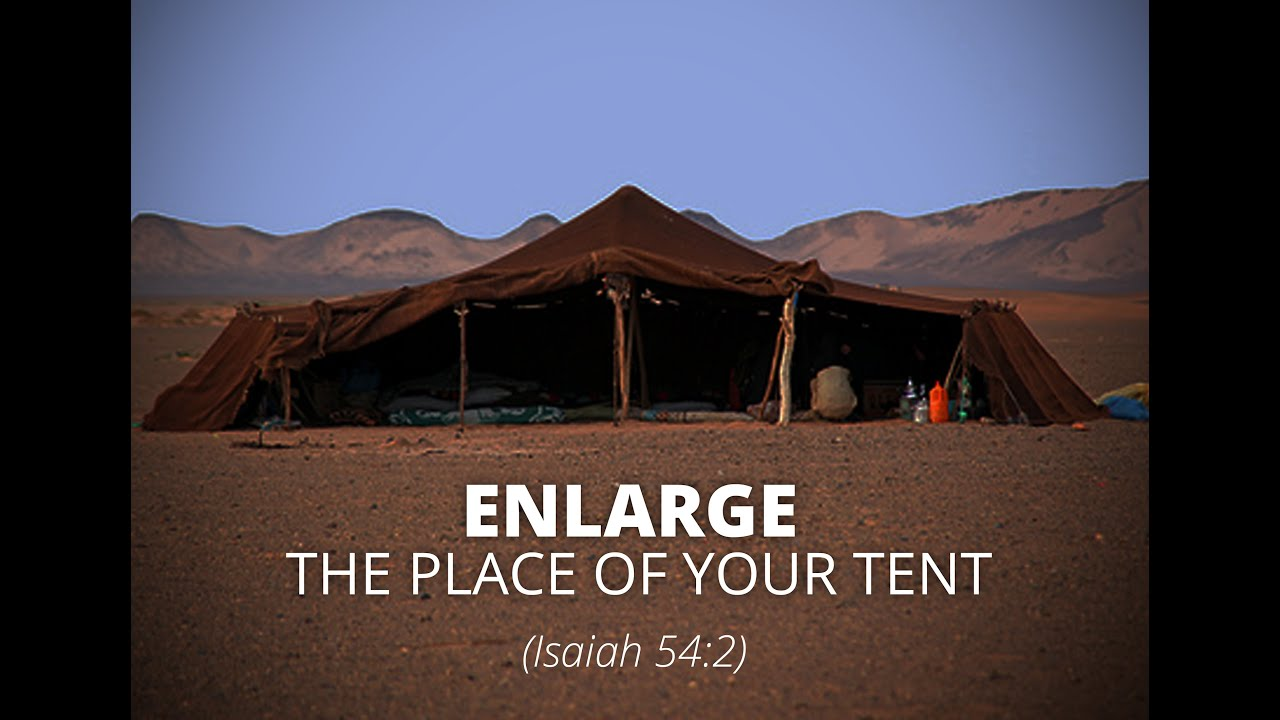 ENLARGE
THE PLACE OF YOUR TENT
(Isaiah 54:2)